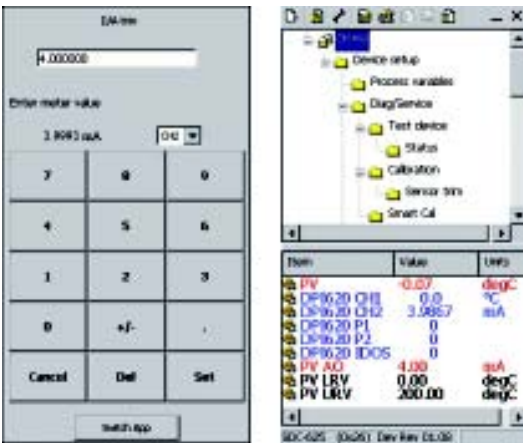 D/A trim
4.000000
Enter meter value
3.9993 mA
CH2
7 8 9
4 5 6
1 2 3
0 +/- .
Cancel Del Set
Switch App
Device setup
Process variables
Diag/Service
Test device
Status
Calibration
Sensor trim
Smart Cal
Item Value Units
PV -0.07 degC
DPI620 CH1 0.0 °C
DPI620 CH2 3.9867 mA
DPI620 P1 0
DPI620 P2 0
DPI620 IDOS 0
PV AO 4.00 mA
PV LRV 0.00 degC
PV URV 200.00 degC
SDC-625 (0x26) Dev Rev 01.08